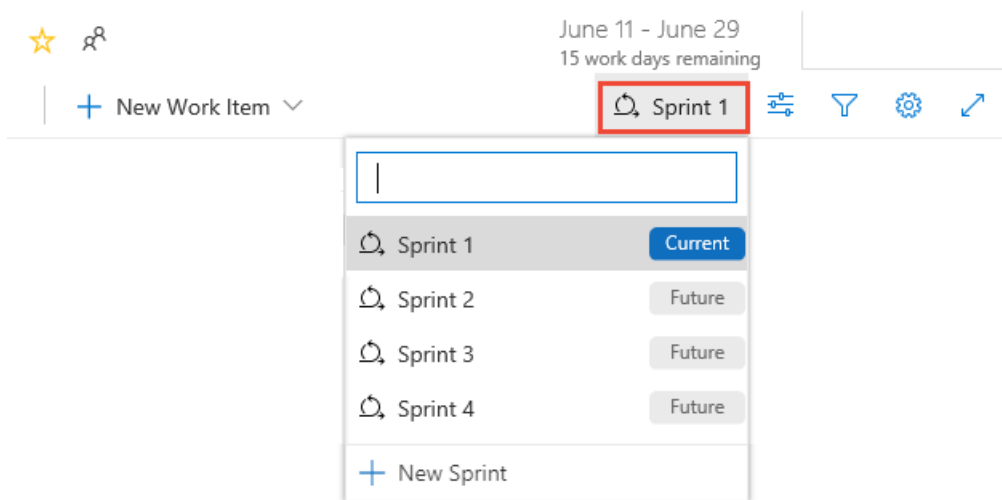 June 11 - June 29
15 work days remaining
New Work Item
Sprint 1
Sprint 1 Current
Sprint 2 Future
Sprint 3 Future
Sprint 4 Future
New Sprint